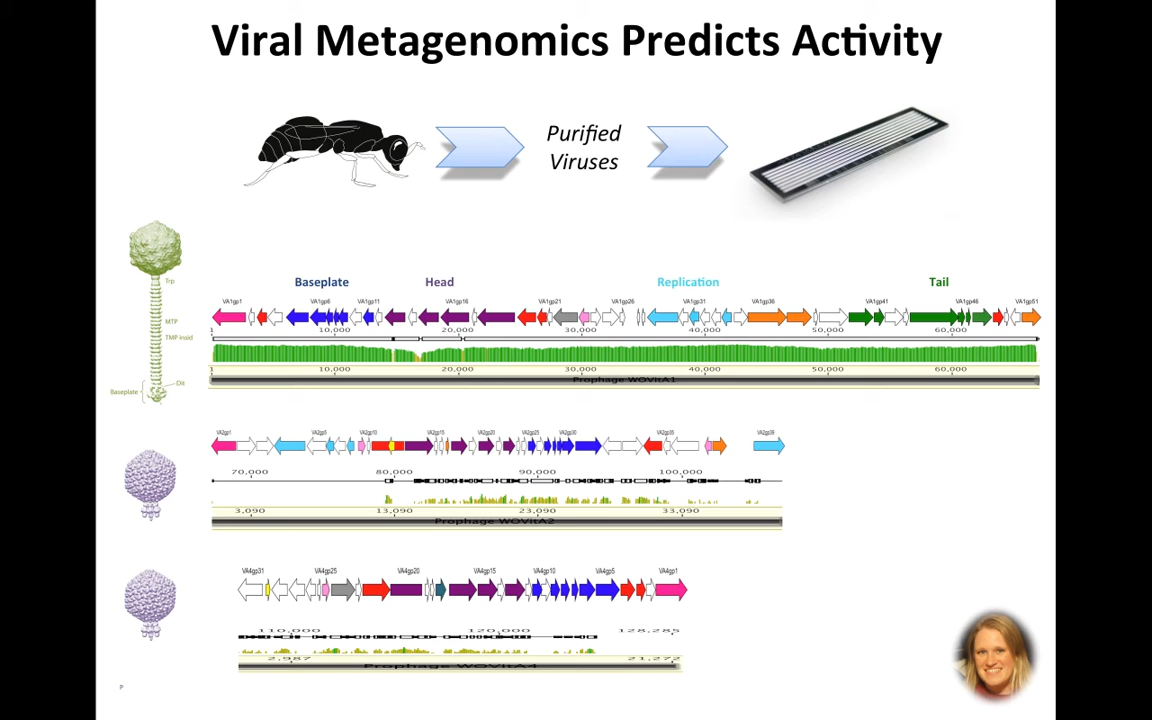 Viral Metagenomics Predicts Activity
Purified
Viruses
Trp
MTP
TMP insid
Baseplate
Dit
Baseplate Head Replication Tail
VA1gp1 VA1gp6 VA1gp11 VA1gp16 VA1gp21 VA1gp26 VA1gp31 VA1gp36 VA1gp41 VA1gp46 VA1gp51
1 10,000 20,000 30,000 40,000 50,000 60,000
1 10,000 20,000 30,000 40,000 50,000 60,000
Prophage WOVitA1
VA2gp1 VA2gp5 VA2gp10 VA2gp15 VA2gp20 VA2gp25 VA2gp30 VA2gp35 VA2gp39
70,000 80,000 90,000 100,000
3,090 13,090 23,090 33,090
Prophage WOVitA2
VA4gp31 VA4gp25 VA4gp20 VA4gp15 VA4gp10 VA4gp5 VA4gp1
110,000 120,000 128,285
2,987 21,272
Prophage WOVitA4
P